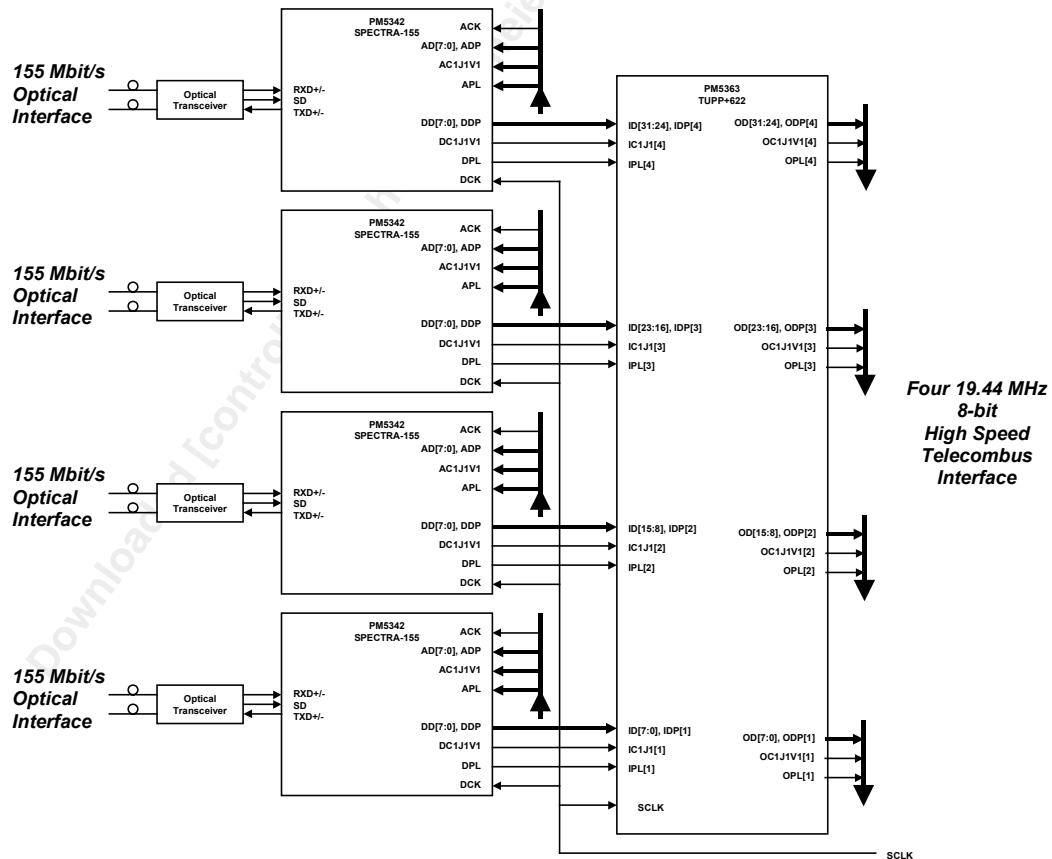 PM5342
SPECTRA-155
ACK
AD[7:0], ADP
AC1J1V1
APL
155 Mbit/s
Optical
Interface
Optical
Transceiver
RXD+/-
SD
TXD+/-
DD[7:0], DDP
DC1J1V1
DPL
DCK
PM5363
TUPP+622
ID[31:24], IDP[4]
IC1J1[4]
IPL[4]
OD[31:24], ODP[4]
OC1J1V1[4]
OPL[4]
PM5342
SPECTRA-155
ACK
AD[7:0], ADP
AC1J1V1
APL
155 Mbit/s
Optical
Interface
Optical
Transceiver
RXD+/-
SD
TXD+/-
DD[7:0], DDP
DC1J1V1
DPL
DCK
ID[23:16], IDP[3]
IC1J1[3]
IPL[3]
OD[23:16], ODP[3]
OC1J1V1[3]
OPL[3]
Four 19.44 MHz
8-bit
High Speed
Telecombus
Interface
PM5342
SPECTRA-155
ACK
AD[7:0], ADP
AC1J1V1
APL
155 Mbit/s
Optical
Interface
Optical
Transceiver
RXD+/-
SD
TXD+/-
DD[7:0], DDP
DC1J1V1
DPL
DCK
ID[15:8], IDP[2]
IC1J1[2]
IPL[2]
OD[15:8], ODP[2]
OC1J1V1[2]
OPL[2]
PM5342
SPECTRA-155
ACK
AD[7:0], ADP
AC1J1V1
APL
155 Mbit/s
Optical
Interface
Optical
Transceiver
RXD+/-
SD
TXD+/-
DD[7:0], DDP
DC1J1V1
DPL
DCK
ID[7:0], IDP[1]
IC1J1[1]
IPL[1]
OD[7:0], ODP[1]
OC1J1V1[1]
OPL[1]
SCLK
SCLK